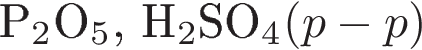 P₂O₅, H₂SO₄(p − p)